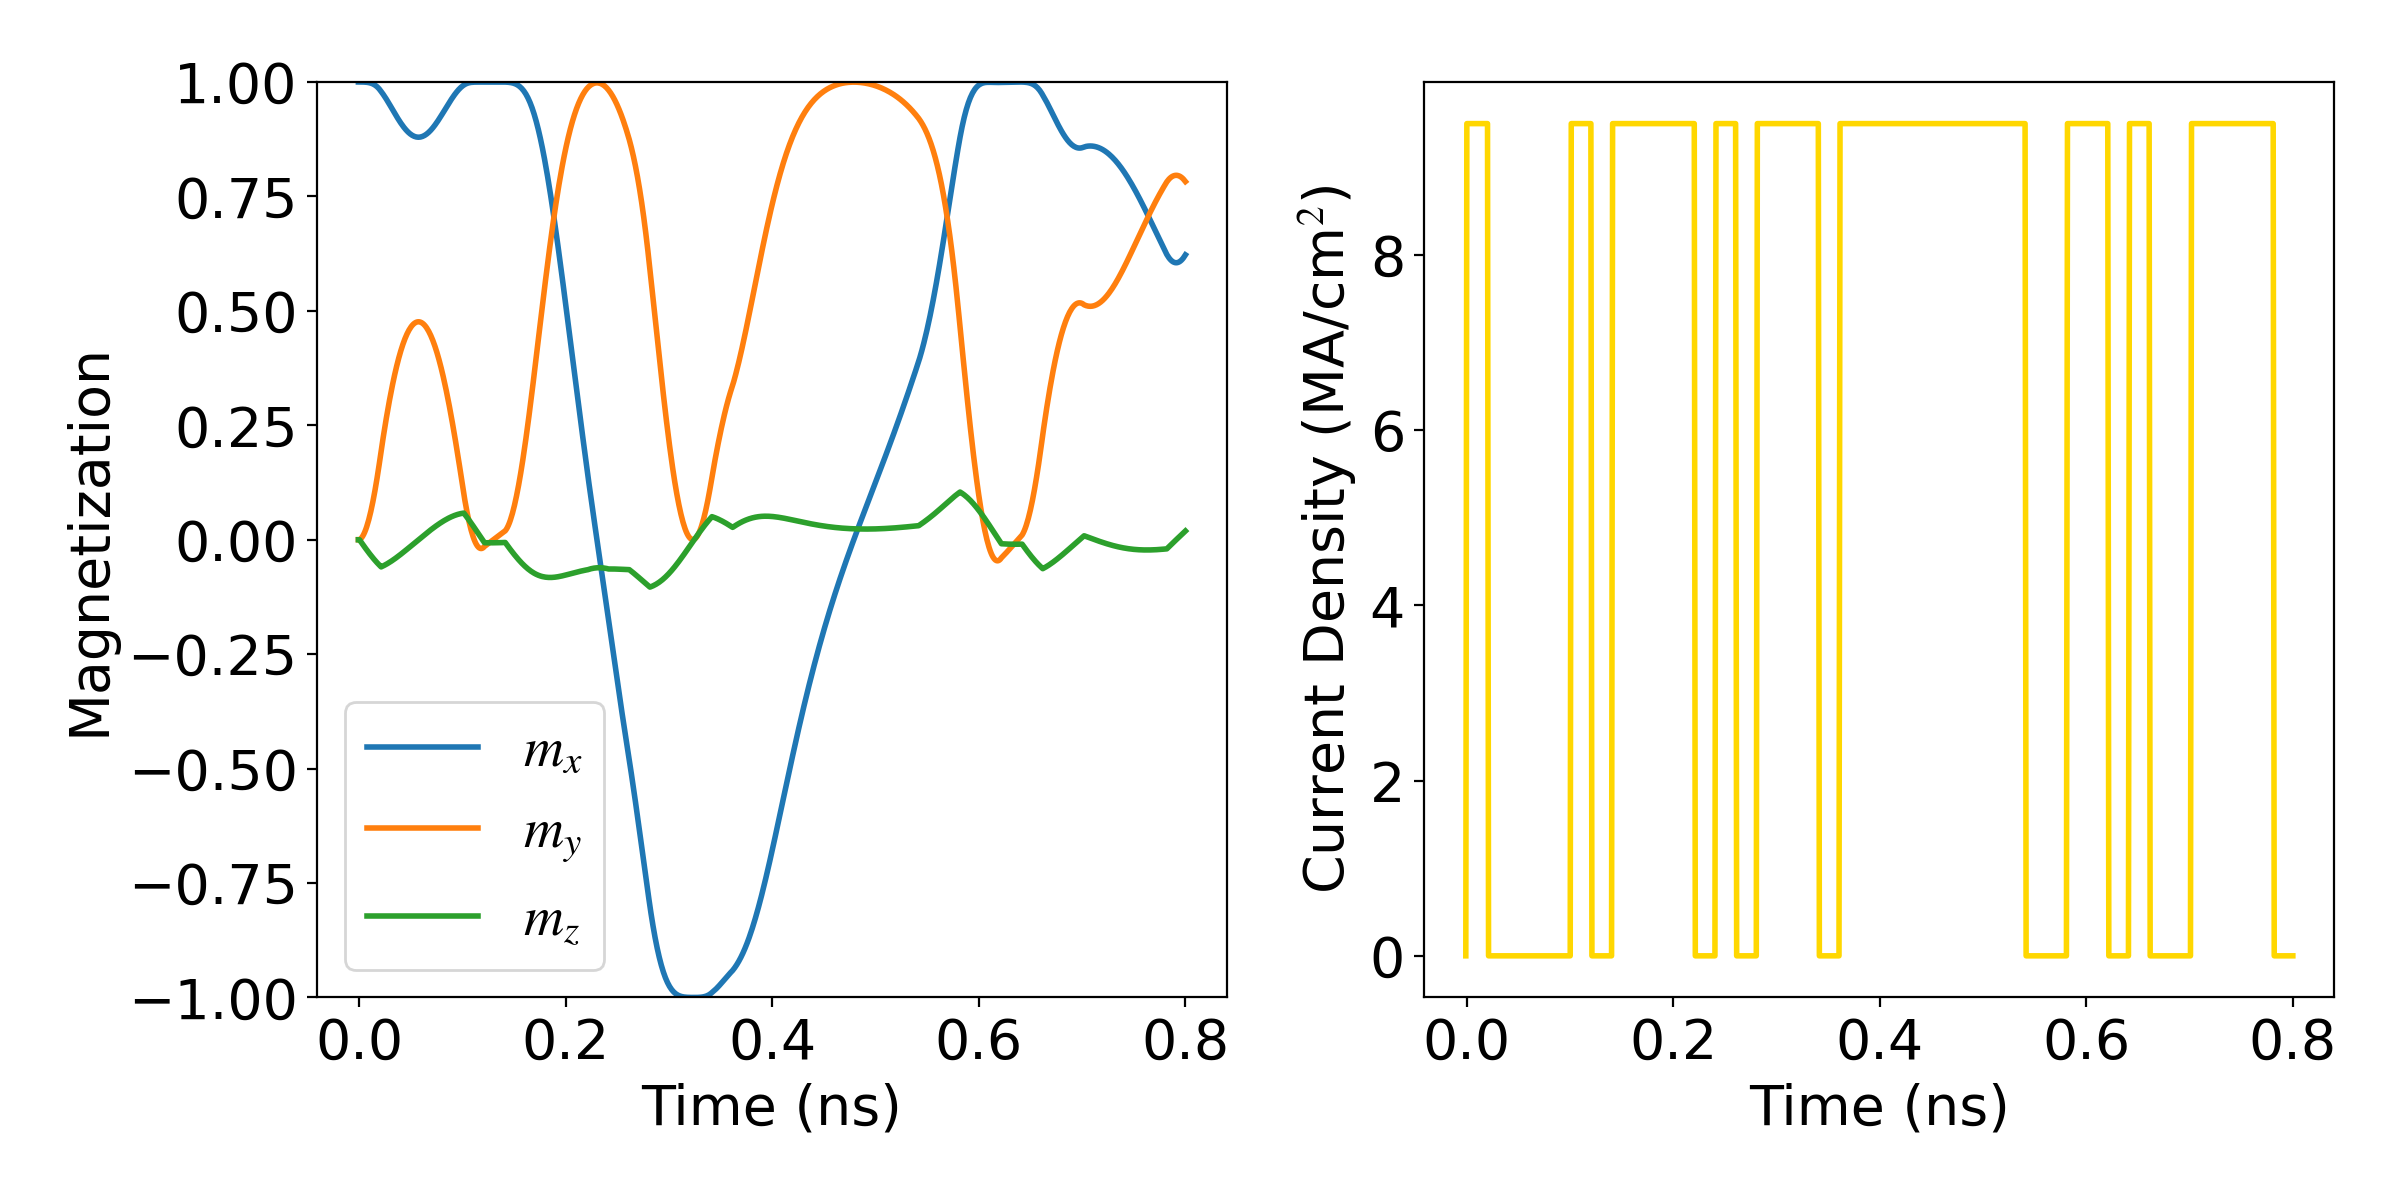 Magnetization
1.00
0.75
0.50
0.25
0.00
−0.25
−0.50
−0.75
−1.00
m_x
m_y
m_z
0.0 0.2 0.4 0.6 0.8
Time (ns)
Current Density (MA/cm²)
8
6
4
2
0
0.0 0.2 0.4 0.6 0.8
Time (ns)